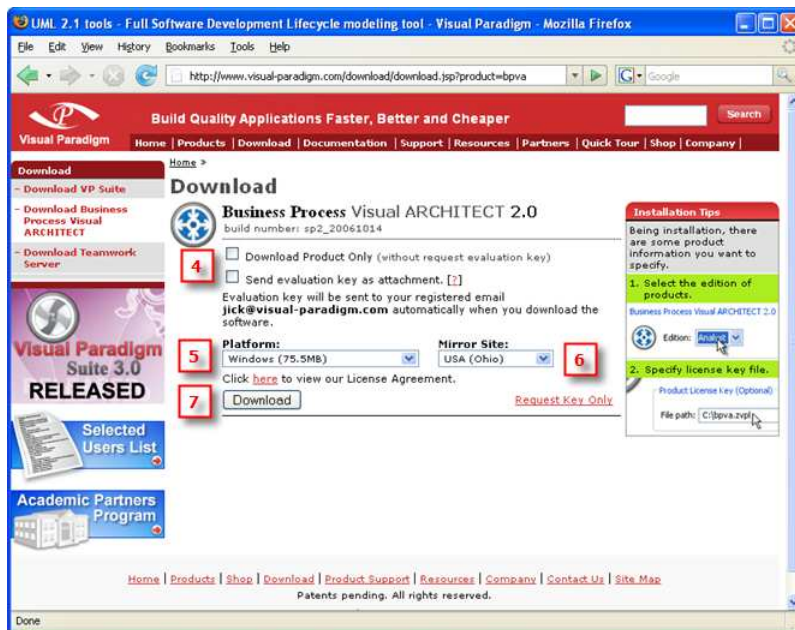 UML 2.1 tools - Full Software Development Lifecycle modeling tool - Visual Paradigm - Mozilla Firefox
File Edit View History Bookmarks Tools Help
http://www.visual-paradigm.com/download/download.jsp?product=bpva
Google
Visual Paradigm
Build Quality Applications Faster, Better and Cheaper
Search
Home | Products | Download | Documentation | Support | Resources | Partners | Quick Tour | Shop | Company |
Download
- Download VP Suite
- Download Business
Process Visual
ARCHITECT
- Download Teamwork
Server
Visual Paradigm
Suite 3.0
RELEASED
Selected
Users List
Academic Partners
Program
Home >
Download
Business Process Visual ARCHITECT 2.0
build number: sp2_20061014
4
Download Product Only (without request evaluation key)
Send evaluation key as attachment. [?]
Evaluation key will be sent to your registered email
jick@visual-paradigm.com automatically when you download the
software.
Platform:
Mirror Site:
5
Windows (75.5MB)
USA (Ohio)
6
Click here to view our License Agreement.
7
Download
Request Key Only
Installation Tips
Being installation, there
are some product
information you want to
specify.
1. Select the edition of
products.
Business Process Visual ARCHITECT 2.0
Edition: Analyst
2. Specify license key file.
Product License Key (Optional)
File path: C:\bpva.zvpl
Home | Products | Shop | Download | Product Support | Resources | Company | Contact Us | Site Map
Patents pending. All rights reserved.
Done